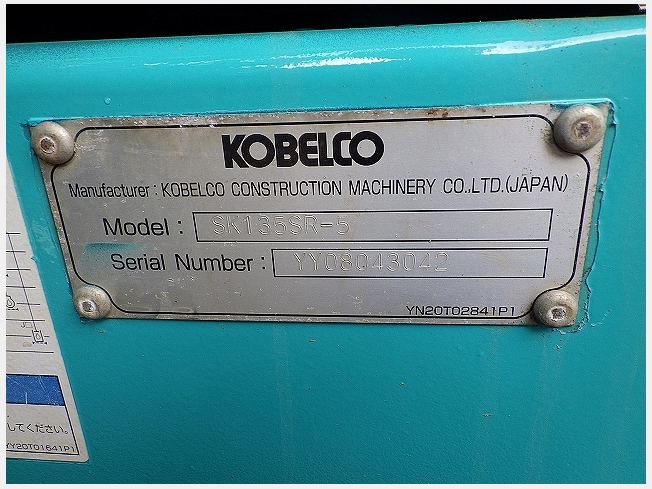 KOBELCO
Manufacturer : KOBELCO CONSTRUCTION MACHINERY CO.,LTD.(JAPAN)
Model : SK135SR-5
Serial Number : YY08043042
YN20T02841P1
してください。
YY20T01641P1